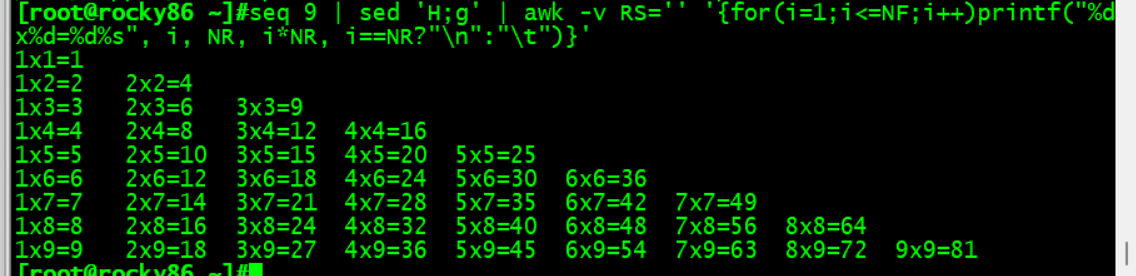 [root@rocky86 ~]#seq 9 | sed 'H;g' | awk -v RS='' '{for(i=1;i<=NF;i++)printf("%d
x%d=%d%s", i, NR, i*NR, i==NR?"\n":"\t")}'
1x1=1
1x2=2 2x2=4
1x3=3 2x3=6 3x3=9
1x4=4 2x4=8 3x4=12 4x4=16
1x5=5 2x5=10 3x5=15 4x5=20 5x5=25
1x6=6 2x6=12 3x6=18 4x6=24 5x6=30 6x6=36
1x7=7 2x7=14 3x7=21 4x7=28 5x7=35 6x7=42 7x7=49
1x8=8 2x8=16 3x8=24 4x8=32 5x8=40 6x8=48 7x8=56 8x8=64
1x9=9 2x9=18 3x9=27 4x9=36 5x9=45 6x9=54 7x9=63 8x9=72 9x9=81
[root@rocky86 ~]#